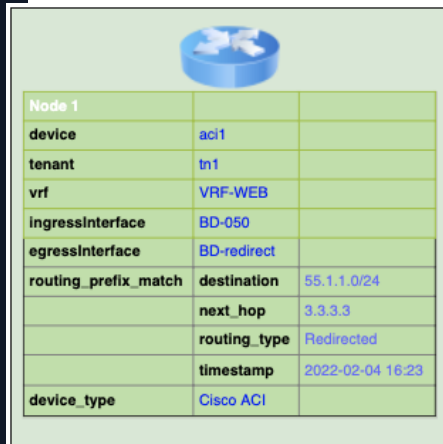 Node 1
device aci1
tenant tn1
vrf VRF-WEB
ingressInterface BD-050
egressInterface BD-redirect
routing_prefix_match destination 55.1.1.0/24
next_hop 3.3.3.3
routing_type Redirected
timestamp 2022-02-04 16:23
device_type Cisco ACI